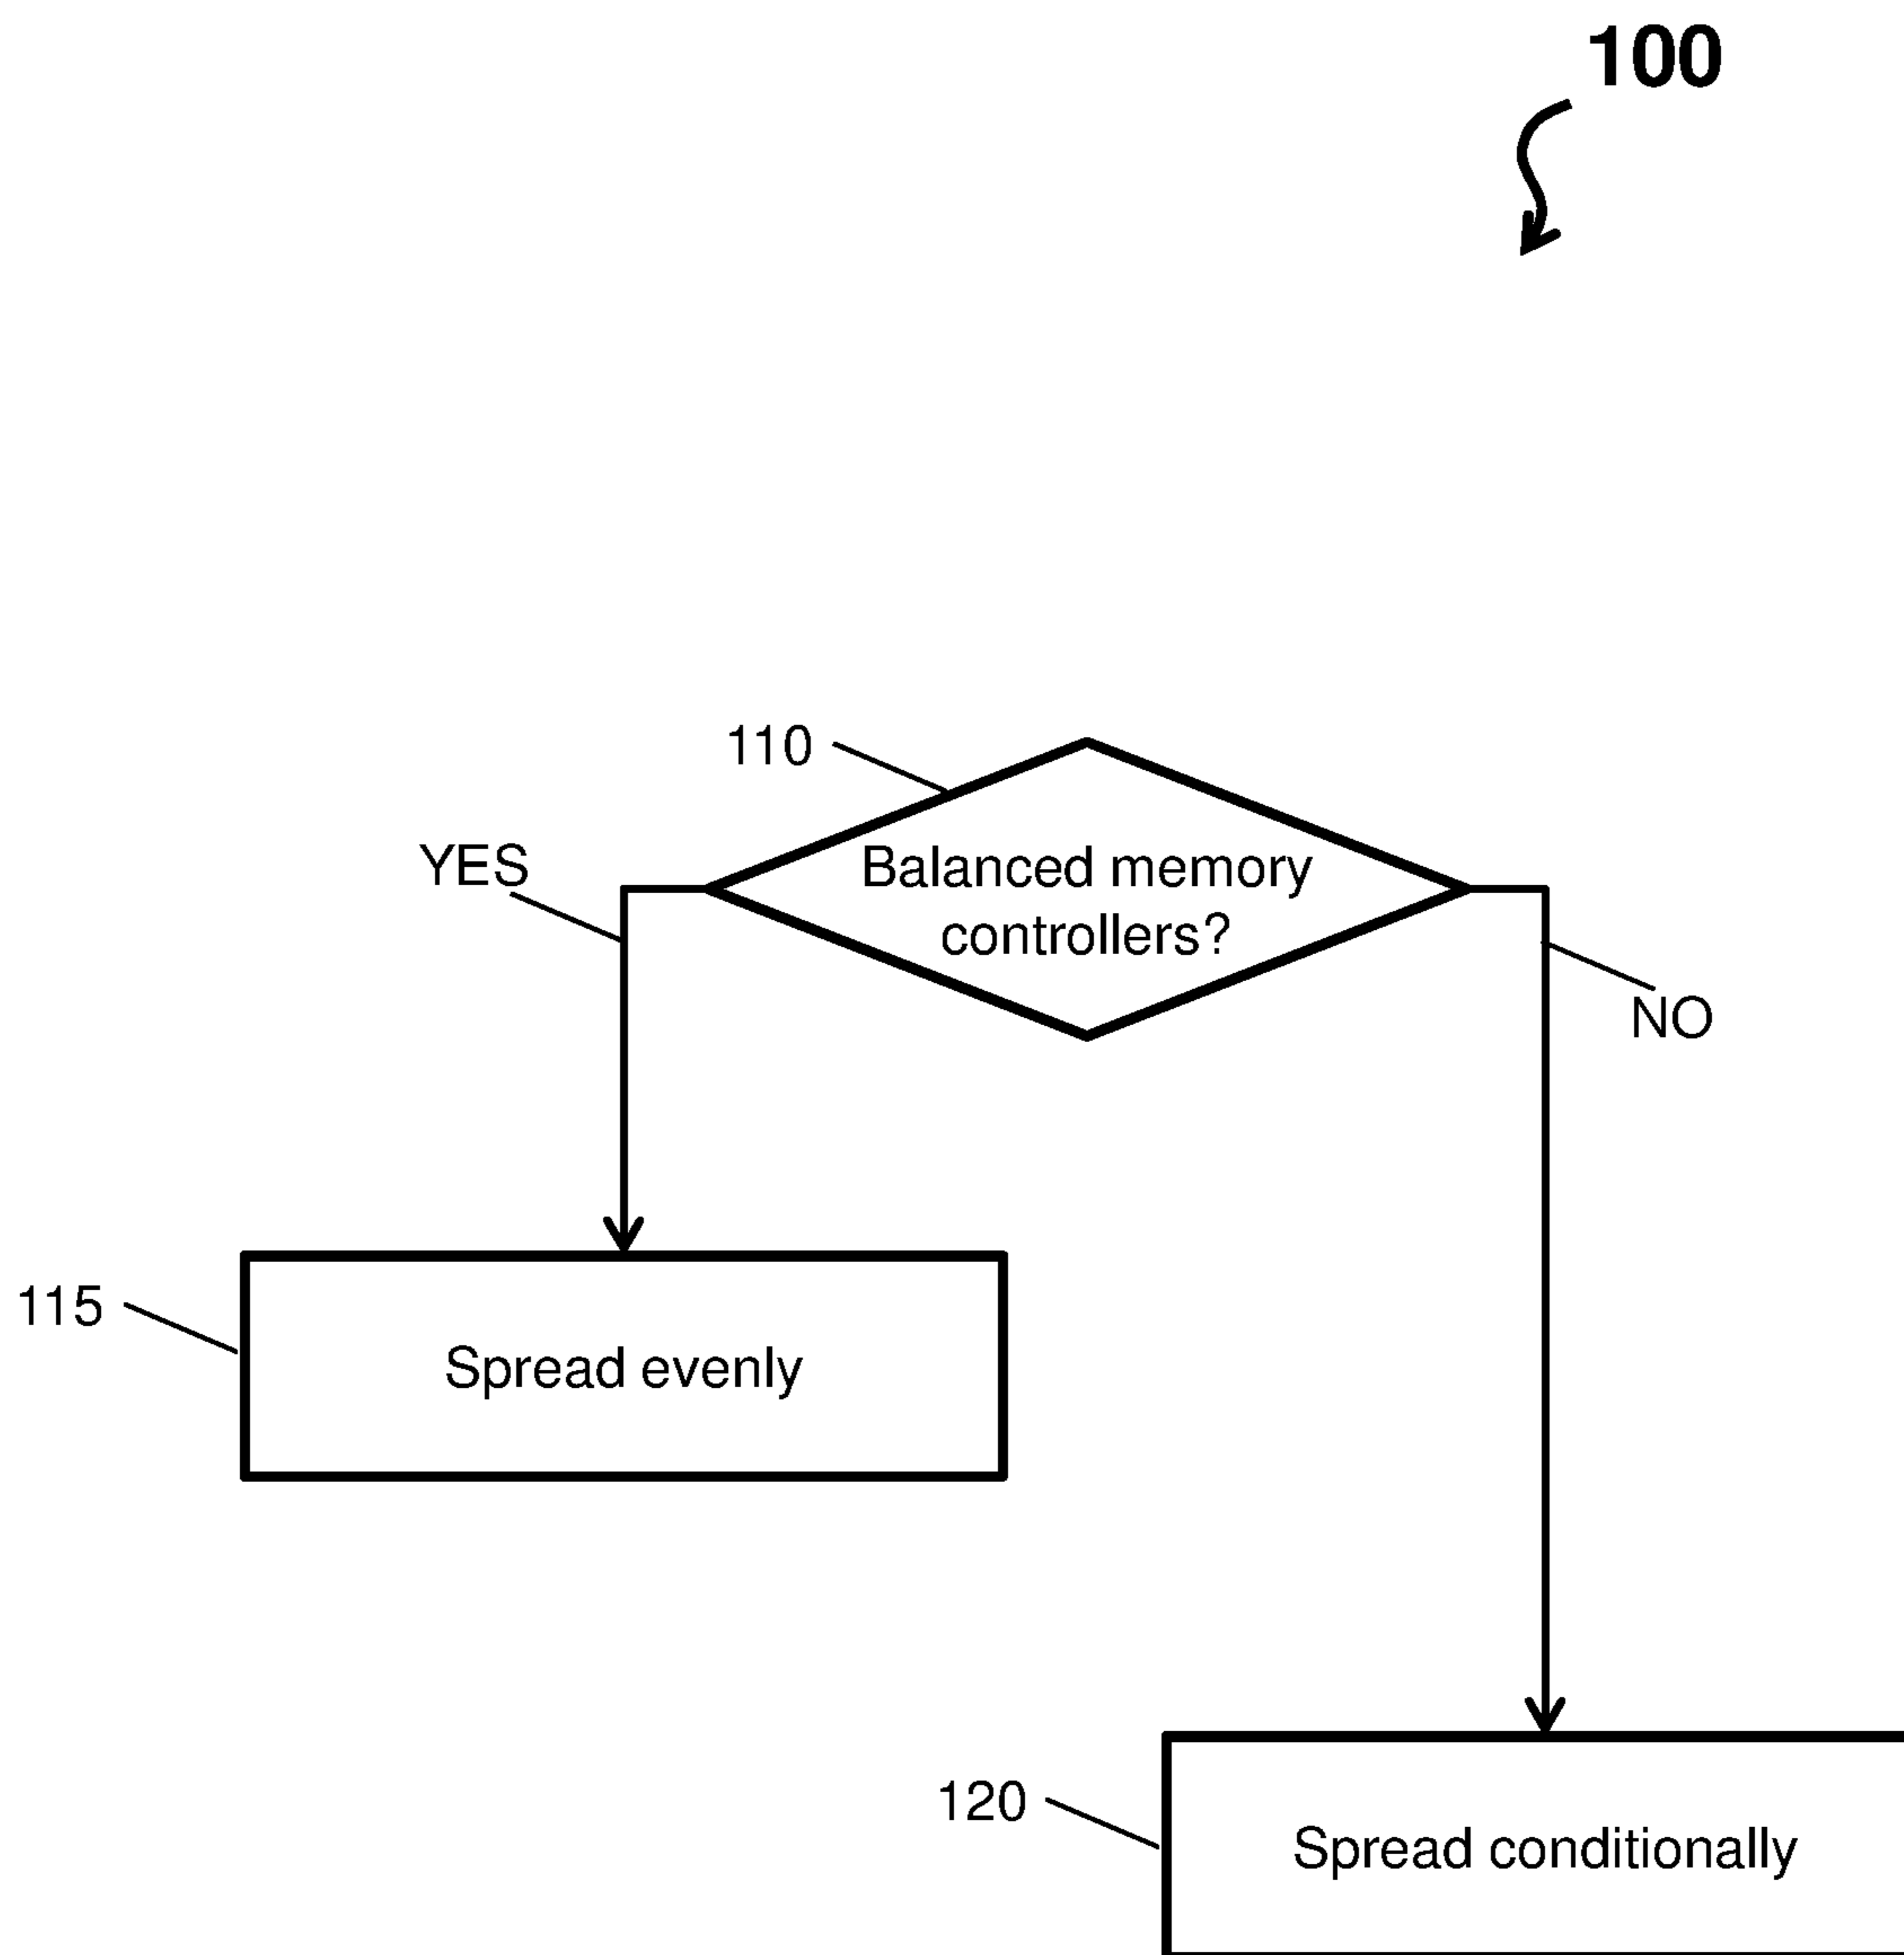 100
110
YES
Balanced memory
controllers?
NO
115
Spread evenly
120
Spread conditionally